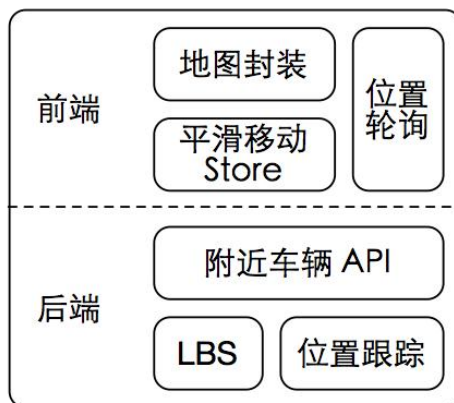 前端
地图封装
平滑移动
Store
位置
轮询
后端
附近车辆 API
LBS
位置跟踪